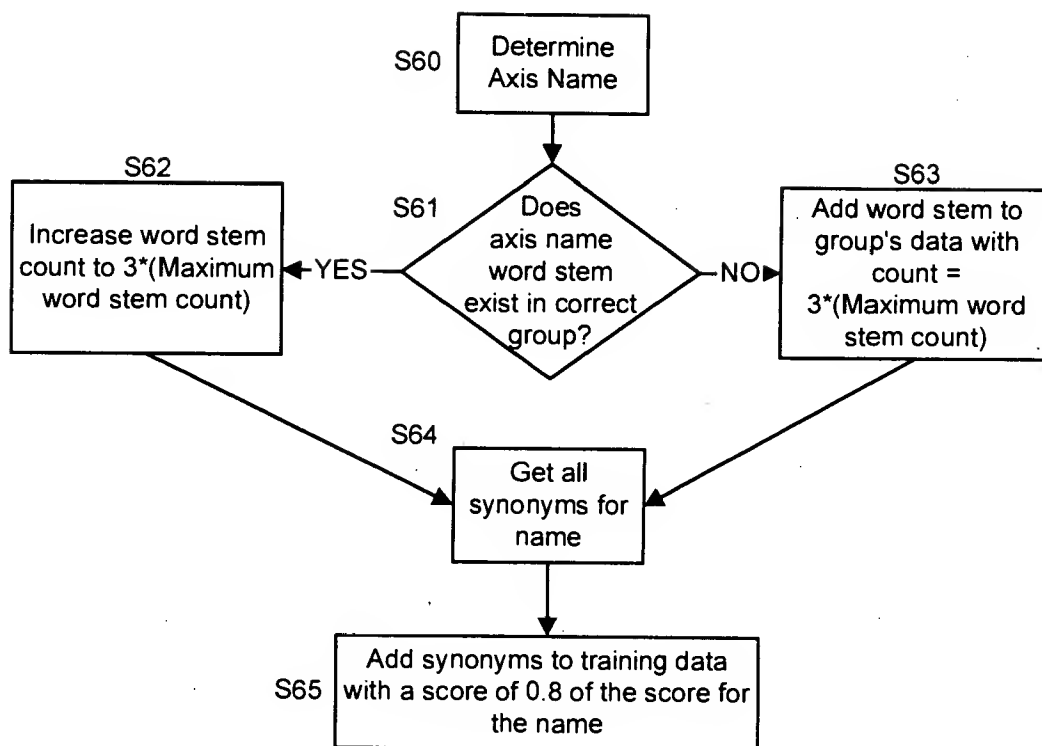 S60
Determine
Axis Name
S62
Increase word stem
count to 3*(Maximum
word stem count)
YES
S61
Does
axis name
word stem
exist in correct
group?
NO
S63
Add word stem to
group's data with
count =
3*(Maximum word
stem count)
S64
Get all
synonyms for
name
S65
Add synonyms to training data
with a score of 0.8 of the score for
the name